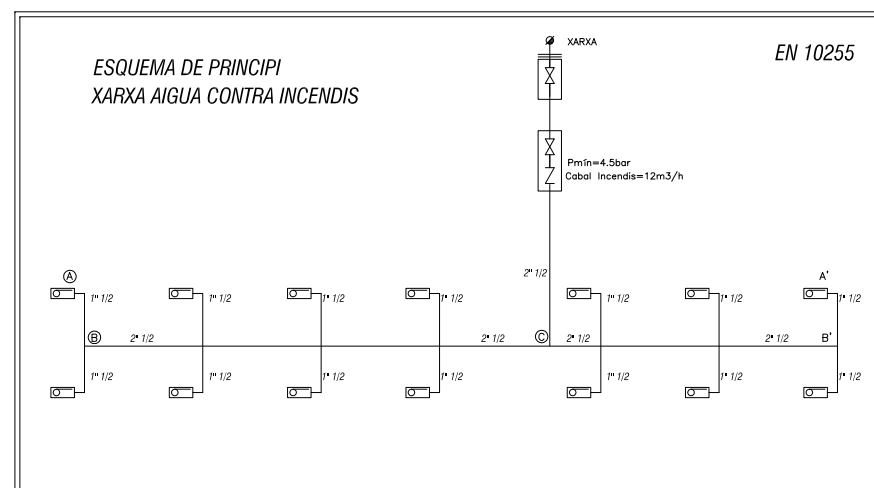 ESQUEMA DE PRINCIPI
XARXA AIGUA CONTRA INCENDIS
XARXA
EN 10255
Pmín=4.5bar
Cabal Incendis=12m3/h
2" 1/2
A
A'
1" 1/2
1" 1/2
1" 1/2
1" 1/2
1" 1/2
1" 1/2
1" 1/2
B
2" 1/2
2" 1/2
C
2" 1/2
2" 1/2
B'
1" 1/2
1" 1/2
1" 1/2
1" 1/2
1" 1/2
1" 1/2
1" 1/2